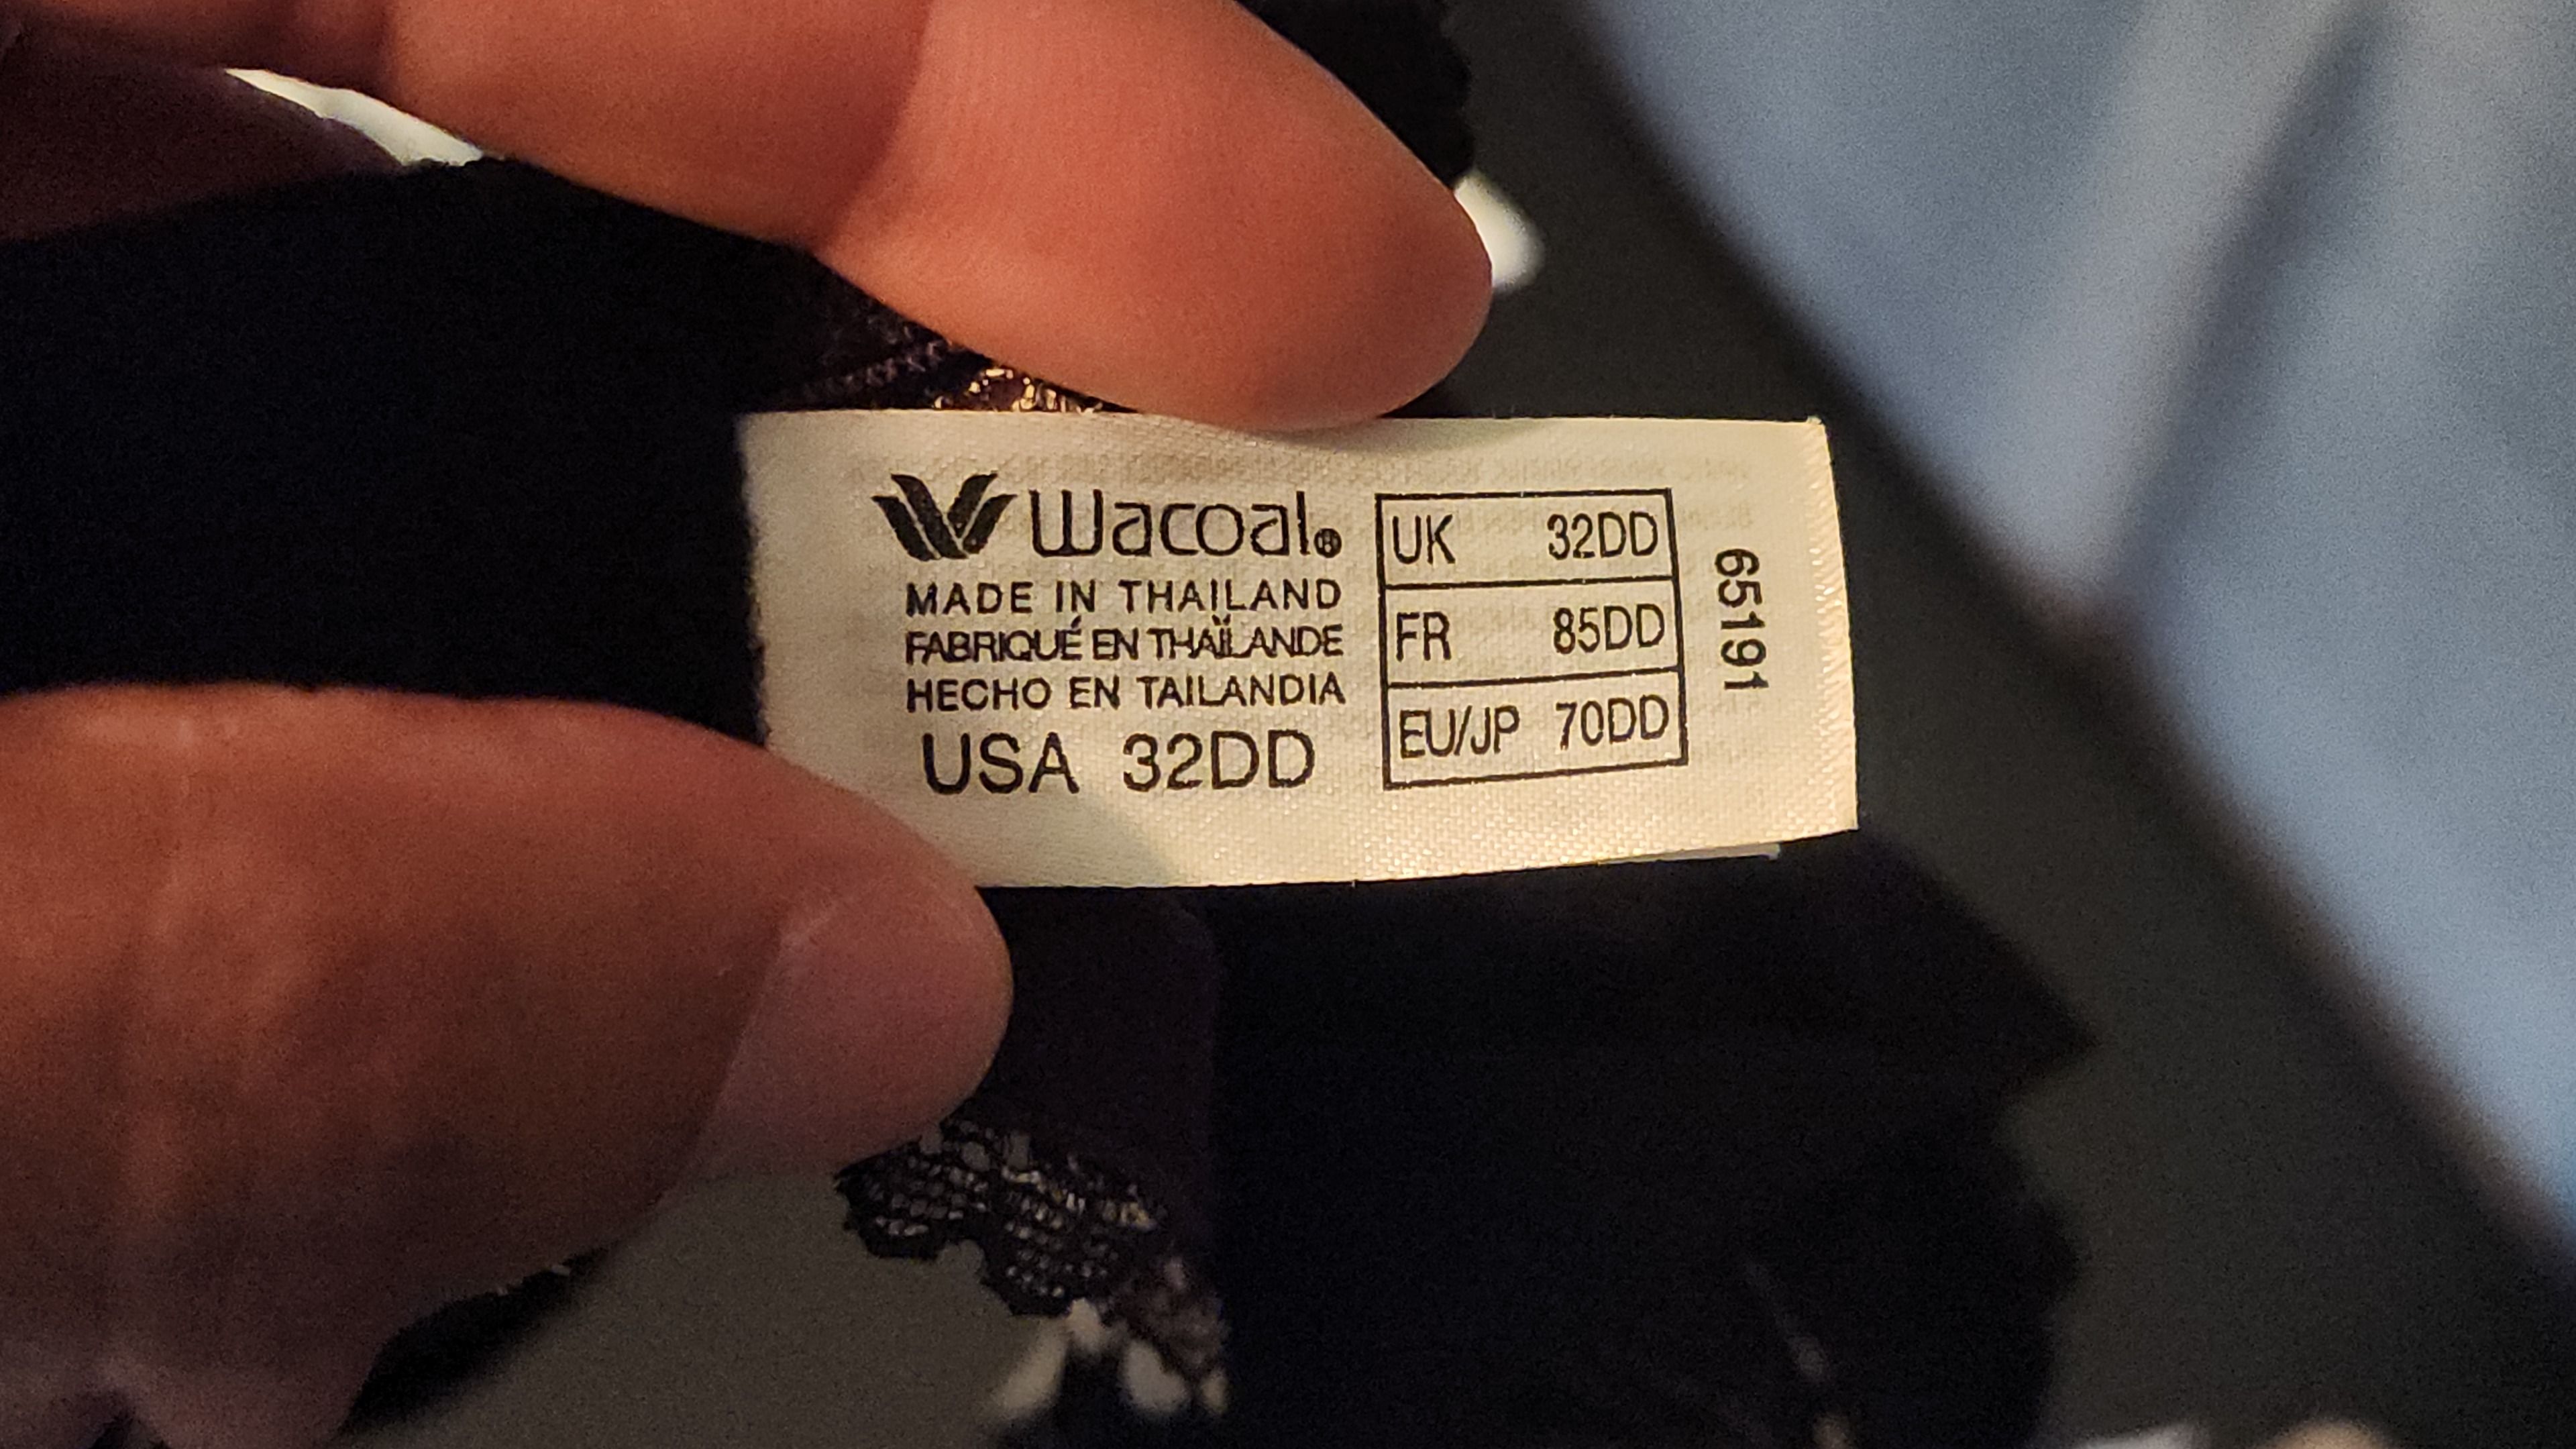 Wacoal®
MADE IN THAILAND
FABRIQUÉ EN THAÏLANDE
HECHO EN TAILANDIA
USA 32DD
UK 32DD
FR 85DD
EU/JP 70DD
65191